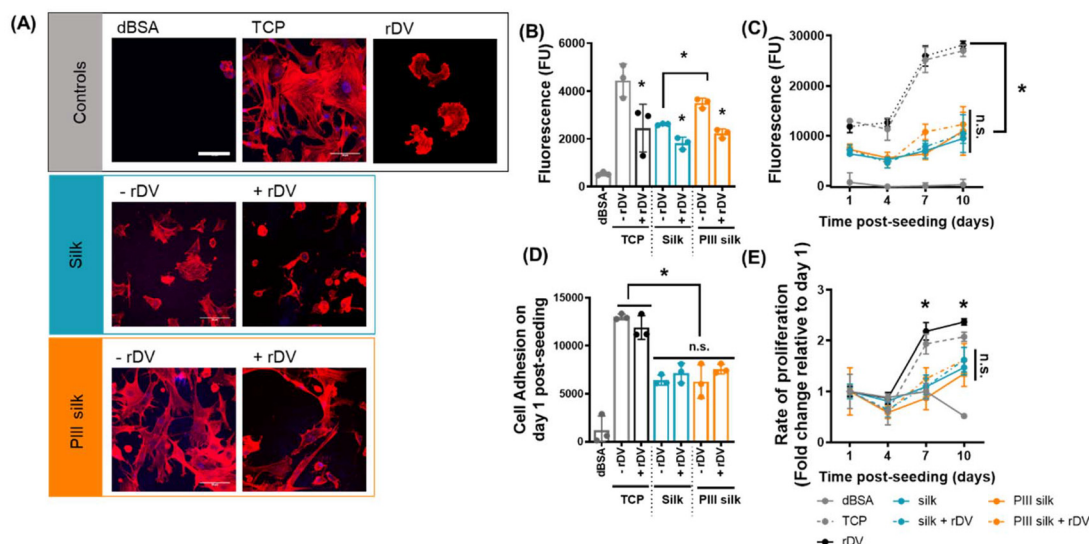 (A)
Controls
dBSA
TCP
rDV
Silk
- rDV
+ rDV
PIII silk
- rDV
+ rDV
(B)
Fluorescence (FU)
6000
4000
2000
0
*
*
*
*
dBSA
- rDV
+ rDV
- rDV
+ rDV
- rDV
+ rDV
TCP
Silk
PIII silk
(C)
Fluorescence (FU)
30000
20000
10000
0
n.s.
*
1
4
7
10
Time post-seeding (days)
(D)
Cell Adhesion on
day 1 post-seeding
15000
10000
5000
0
*
n.s.
dBSA
- rDV
+ rDV
- rDV
+ rDV
- rDV
+ rDV
TCP
Silk
PIII silk
(E)
Rate of proliferation
(Fold change relative to day 1)
3
2
1
0
*
*
n.s.
1
4
7
10
Time post-seeding (days)
dBSA
silk
PIII silk
TCP
silk + rDV
PIII silk + rDV
rDV